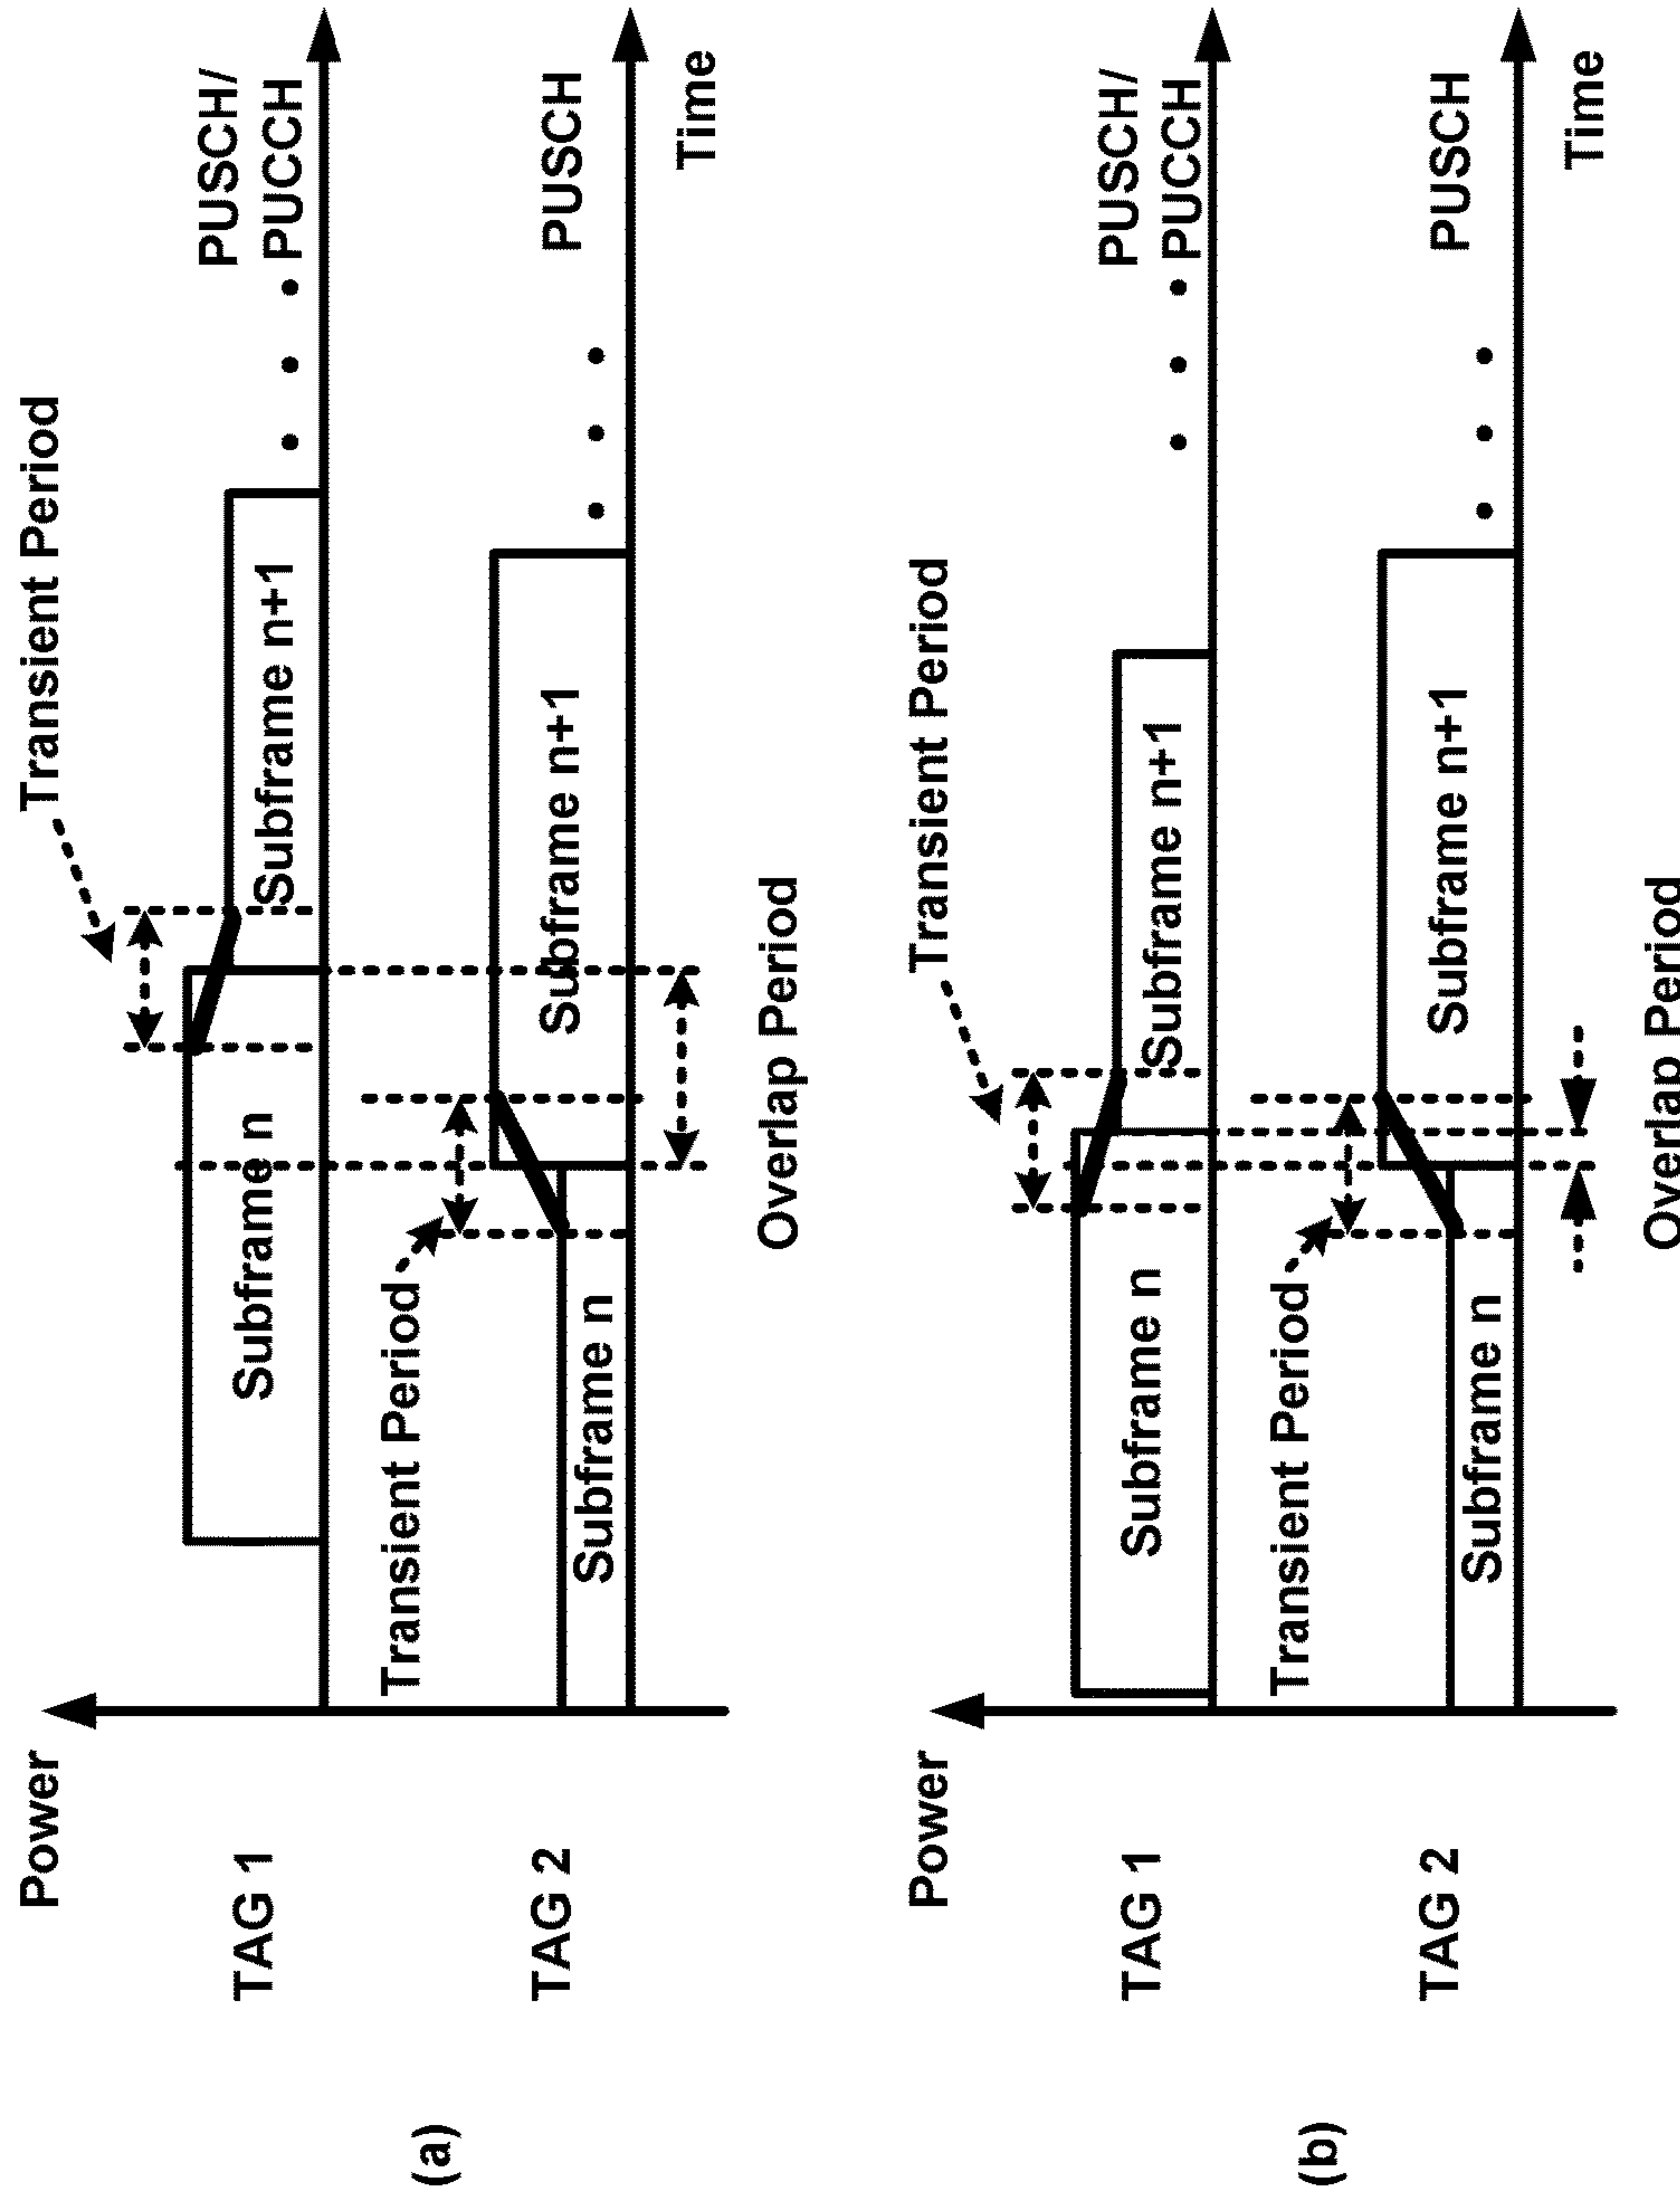 (a)
Power
Transient Period
TAG 1
Subframe n
Subframe n+1
PUSCH/
PUCCH
Transient Period
TAG 2
Subframe n
Subframe n+1
PUSCH
Time
Overlap Period
(b)
Power
Transient Period
TAG 1
Subframe n
Subframe n+1
PUSCH/
PUCCH
Transient Period
TAG 2
Subframe n
Subframe n+1
PUSCH
Time
Overlap Period